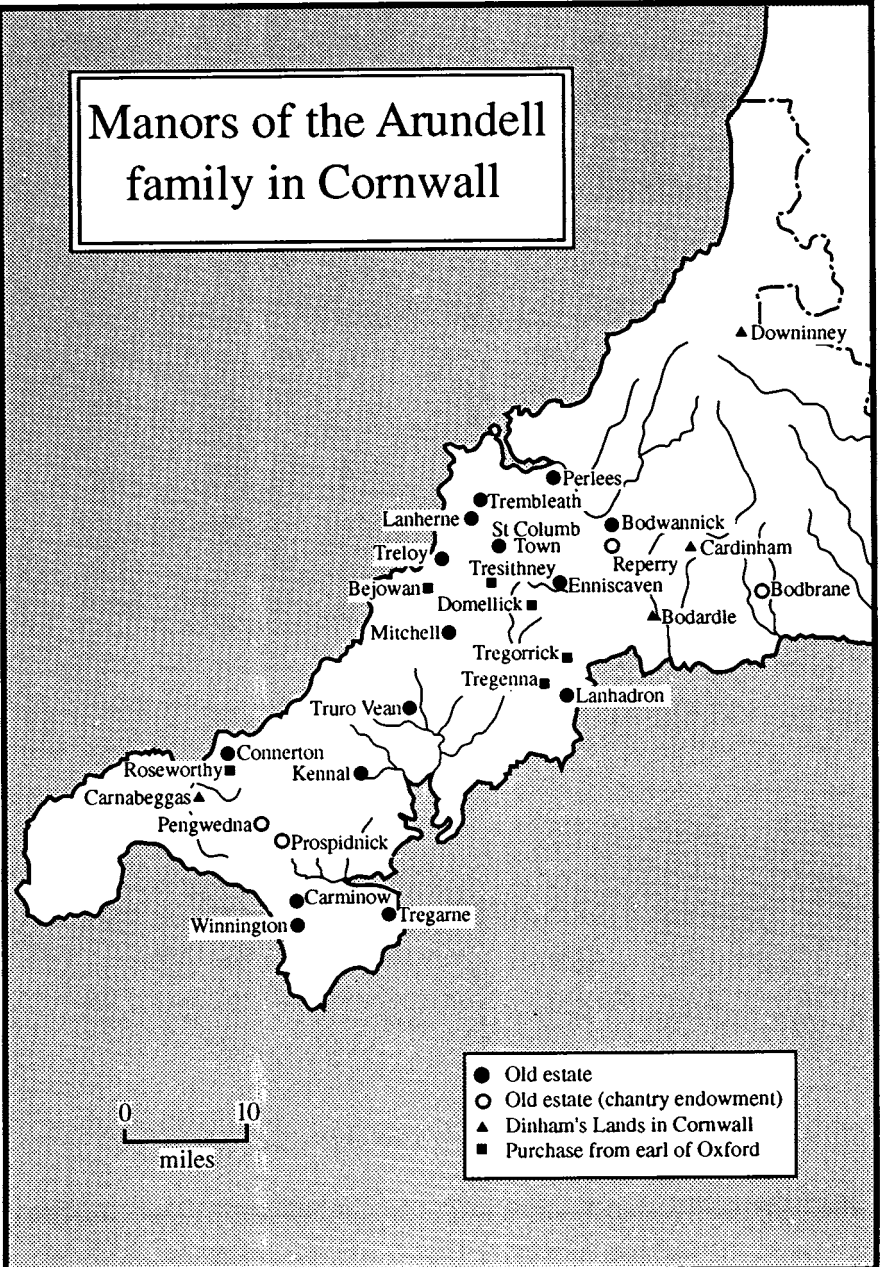 Manors of the Arundell
family in Cornwall
Downinney
Perlees
Trembleath
Lanherne
Bodwannick
St Columb
Town
Cardinham
Treloy
Reperry
Tresithney
Enniscaven
Bejowan
Bodbrane
Domellick
Bodardle
Mitchell
Tregorrick
Tregenna
Lanhadron
Truro Vean
Connerton
Roseworthy
Kennal
Carnabeggas
Pengwedna
Prospidnick
Carminow
Tregarne
Winnington
0 10
miles
Old estate
Old estate (chantry endowment)
Dinham's Lands in Cornwall
Purchase from earl of Oxford